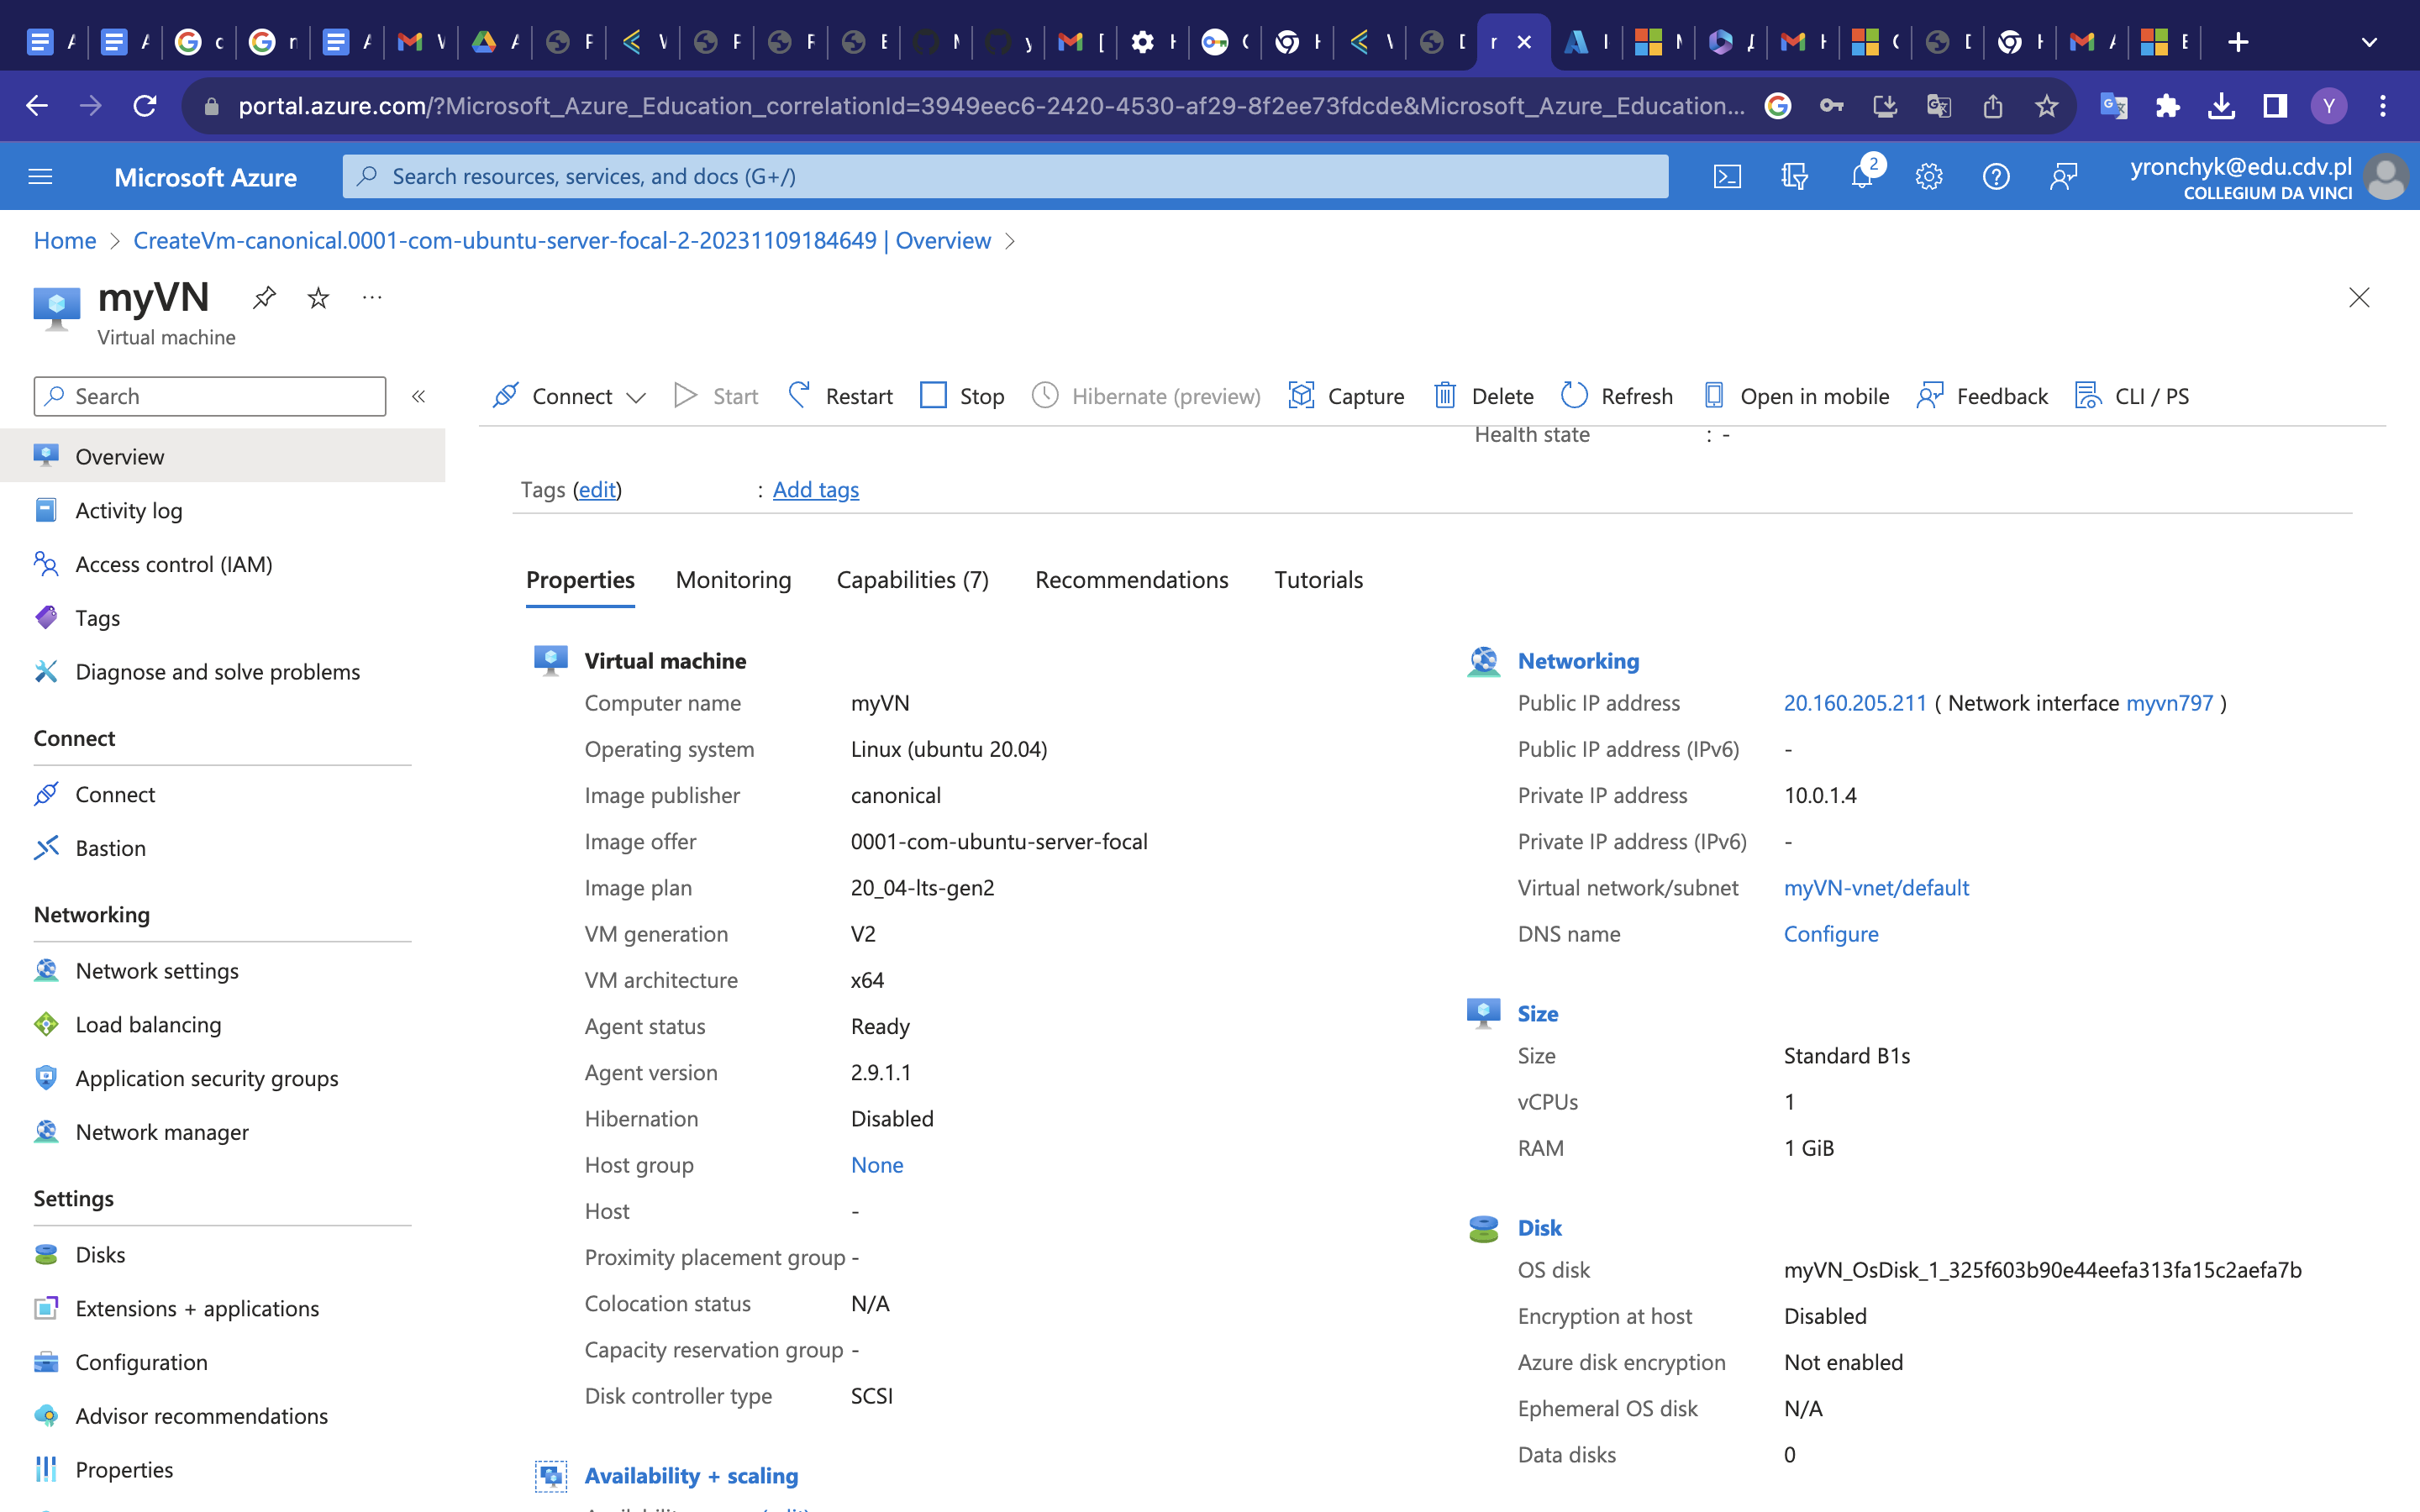 portal.azure.com/?Microsoft_Azure_Education_correlationId=3949eec6-2420-4530-af29-8f2ee73fdcde&Microsoft_Azure_Education...
Y
Microsoft Azure
Search resources, services, and docs (G+/)
2
yronchyk@edu.cdv.pl
COLLEGIUM DA VINCI
Home > CreateVm-canonical.0001-com-ubuntu-server-focal-2-20231109184649 | Overview >
myVN
Virtual machine
Search
Connect
Start
Restart
Stop
Hibernate (preview)
Capture
Delete
Refresh
Open in mobile
Feedback
CLI / PS
Overview
Activity log
Access control (IAM)
Tags
Diagnose and solve problems
Connect
Connect
Bastion
Networking
Network settings
Load balancing
Application security groups
Network manager
Settings
Disks
Extensions + applications
Configuration
Advisor recommendations
Properties
Health state : -
Tags (edit) : Add tags
Properties
Monitoring
Capabilities (7)
Recommendations
Tutorials
Virtual machine
Computer name myVN
Operating system Linux (ubuntu 20.04)
Image publisher canonical
Image offer 0001-com-ubuntu-server-focal
Image plan 20_04-lts-gen2
VM generation V2
VM architecture x64
Agent status Ready
Agent version 2.9.1.1
Hibernation Disabled
Host group None
Host -
Proximity placement group -
Colocation status N/A
Capacity reservation group -
Disk controller type SCSI
Availability + scaling
Networking
Public IP address 20.160.205.211 ( Network interface myvn797 )
Public IP address (IPv6) -
Private IP address 10.0.1.4
Private IP address (IPv6) -
Virtual network/subnet myVN-vnet/default
DNS name Configure
Size
Size Standard B1s
vCPUs 1
RAM 1 GiB
Disk
OS disk myVN_OsDisk_1_325f603b90e44eefa313fa15c2aefa7b
Encryption at host Disabled
Azure disk encryption Not enabled
Ephemeral OS disk N/A
Data disks 0